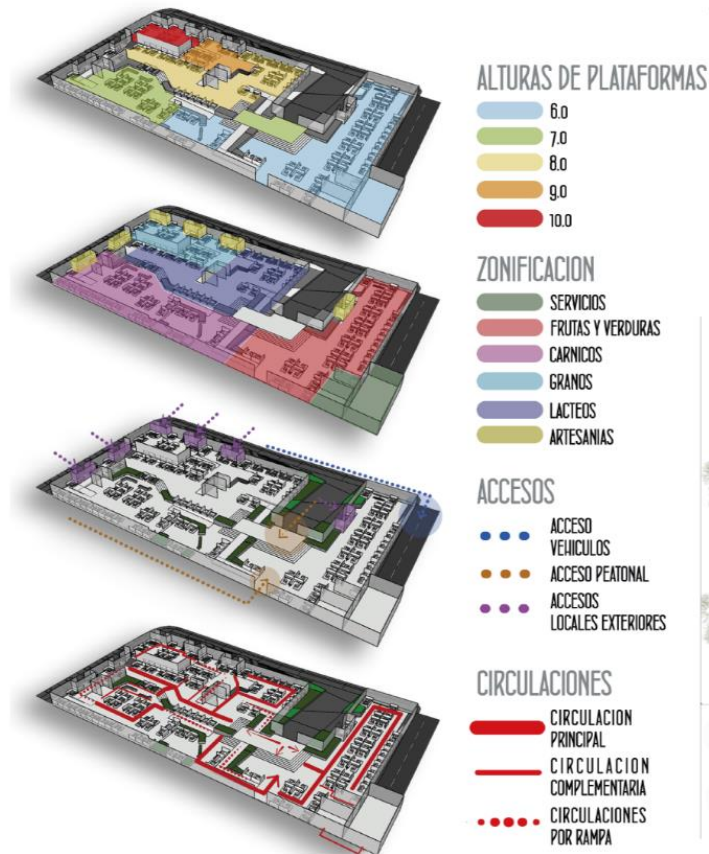 ALTURAS DE PLATAFORMAS
6.0
7.0
8.0
9.0
10.0
ZONIFICACION
SERVICIOS
FRUTAS Y VERDURAS
CARNICOS
GRANOS
LACTEOS
ARTESANIAS
ACCESOS
ACCESO
VEHICULOS
ACCESO PEATONAL
ACCESOS
LOCALES EXTERIORES
CIRCULACIONES
CIRCULACION
PRINCIPAL
CIRCULACION
COMPLEMENTARIA
CIRCULACIONES
POR RAMPA